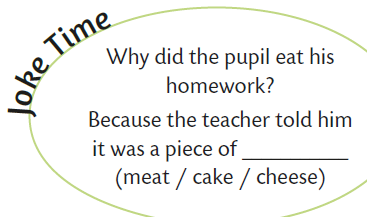 Joke Time
Why did the pupil eat his
homework?
Because the teacher told him
it was a piece of __________
(meat / cake / cheese)